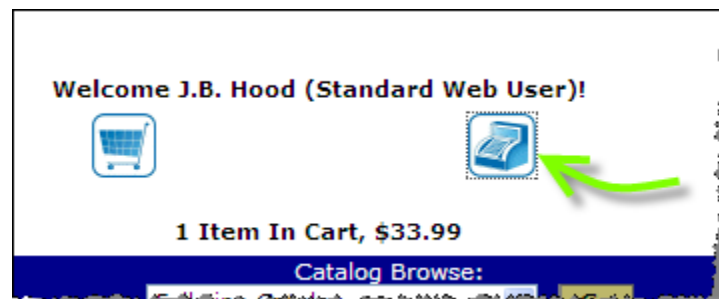 Welcome J.B. Hood (Standard Web User)!
1 Item In Cart, $33.99
Catalog Browse: